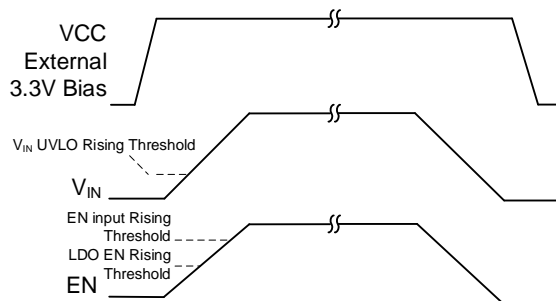 VCC
External
3.3V Bias
VIN UVLO Rising Threshold
VIN
EN input Rising
Threshold
LDO EN Rising
Threshold
EN